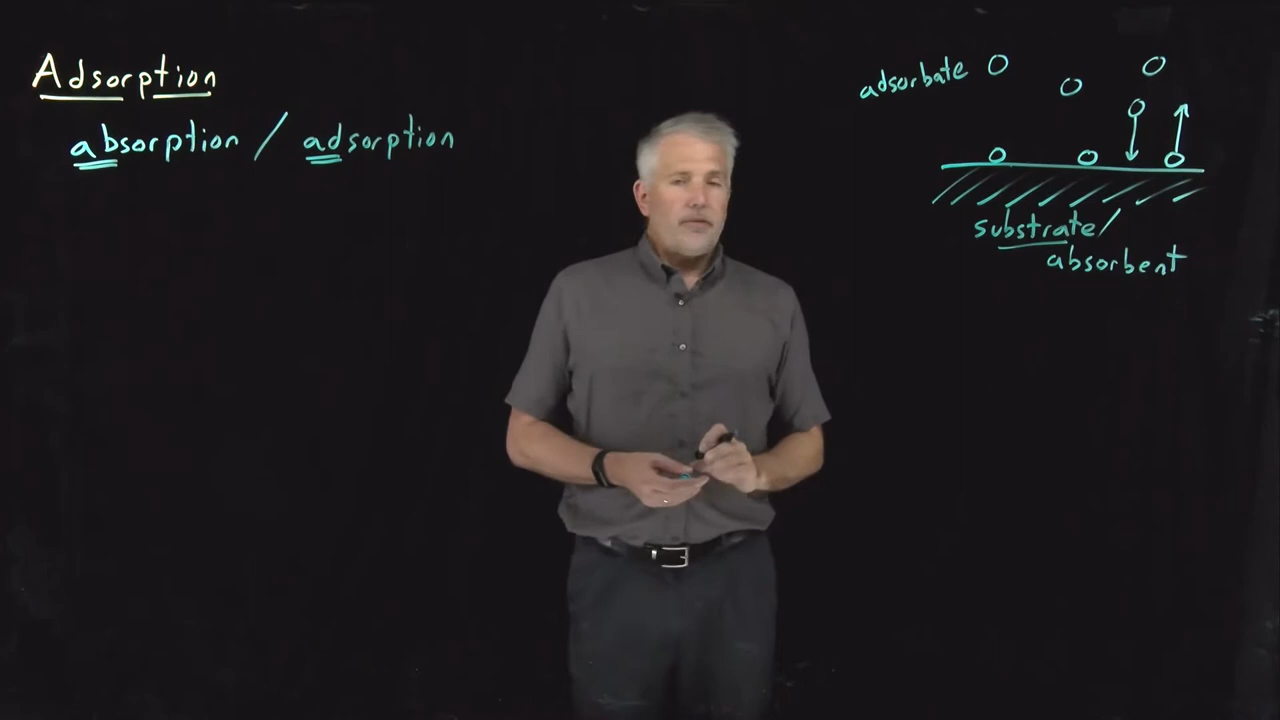 Adsorption
absorption / adsorption
adsorbate
substrate/
absorbent